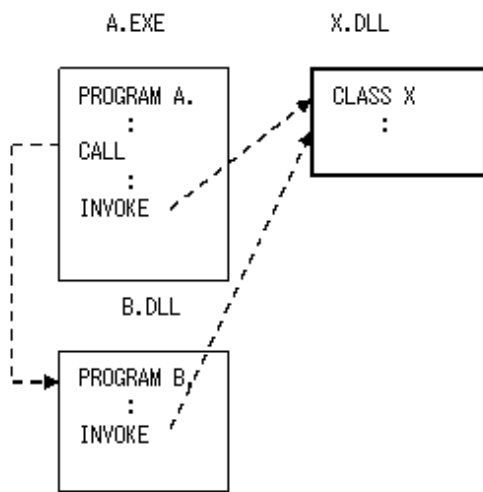 A.EXE
X.DLL
PROGRAM A.
:
CALL
:
INVOKE
CLASS X
:
B.DLL
PROGRAM B.
:
INVOKE